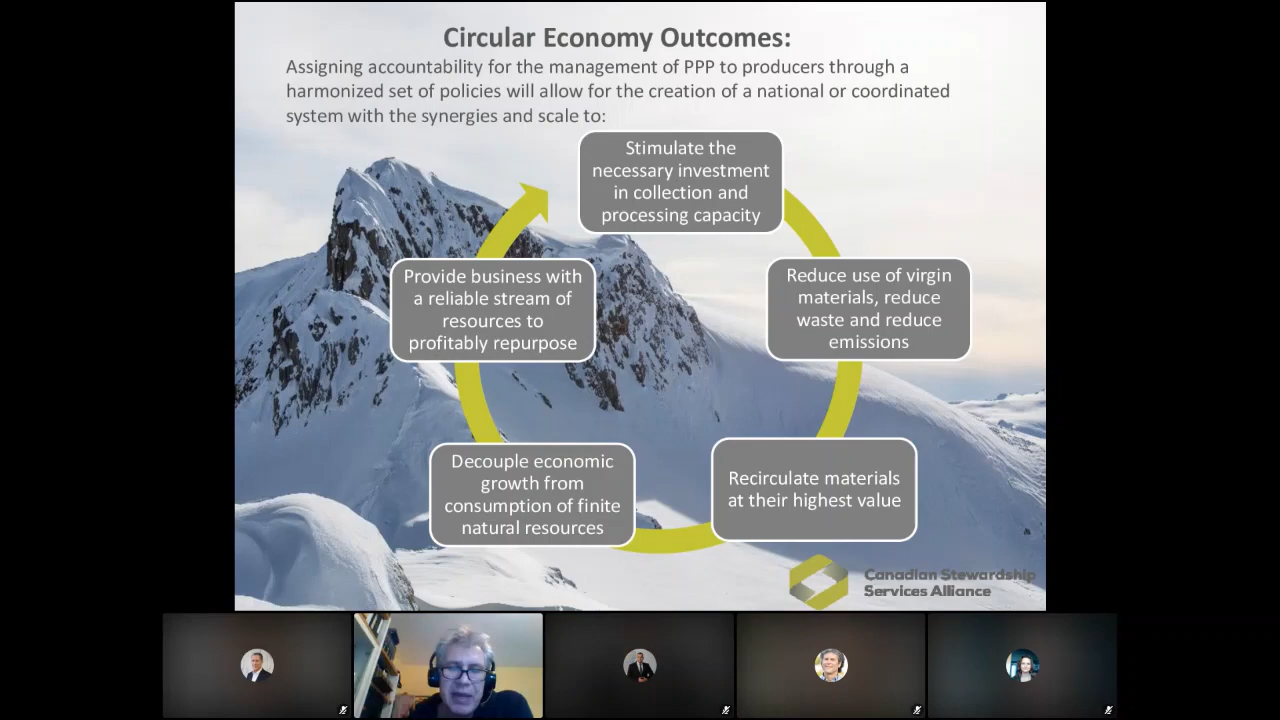 Circular Economy Outcomes:
Assigning accountability for the management of PPP to producers through a
harmonized set of policies will allow for the creation of a national or coordinated
system with the synergies and scale to:
Stimulate the
necessary investment
in collection and
processing capacity
Reduce use of virgin
materials, reduce
waste and reduce
emissions
Recirculate materials
at their highest value
Decouple economic
growth from
consumption of finite
natural resources
Provide business with
a reliable stream of
resources to
profitably repurpose
Canadian Stewardship
Services Alliance